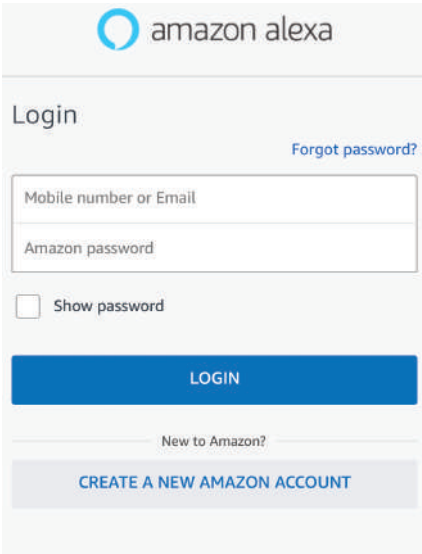 amazon alexa
Login
Forgot password?
Mobile number or Email
Amazon password
Show password
LOGIN
New to Amazon?
CREATE A NEW AMAZON ACCOUNT